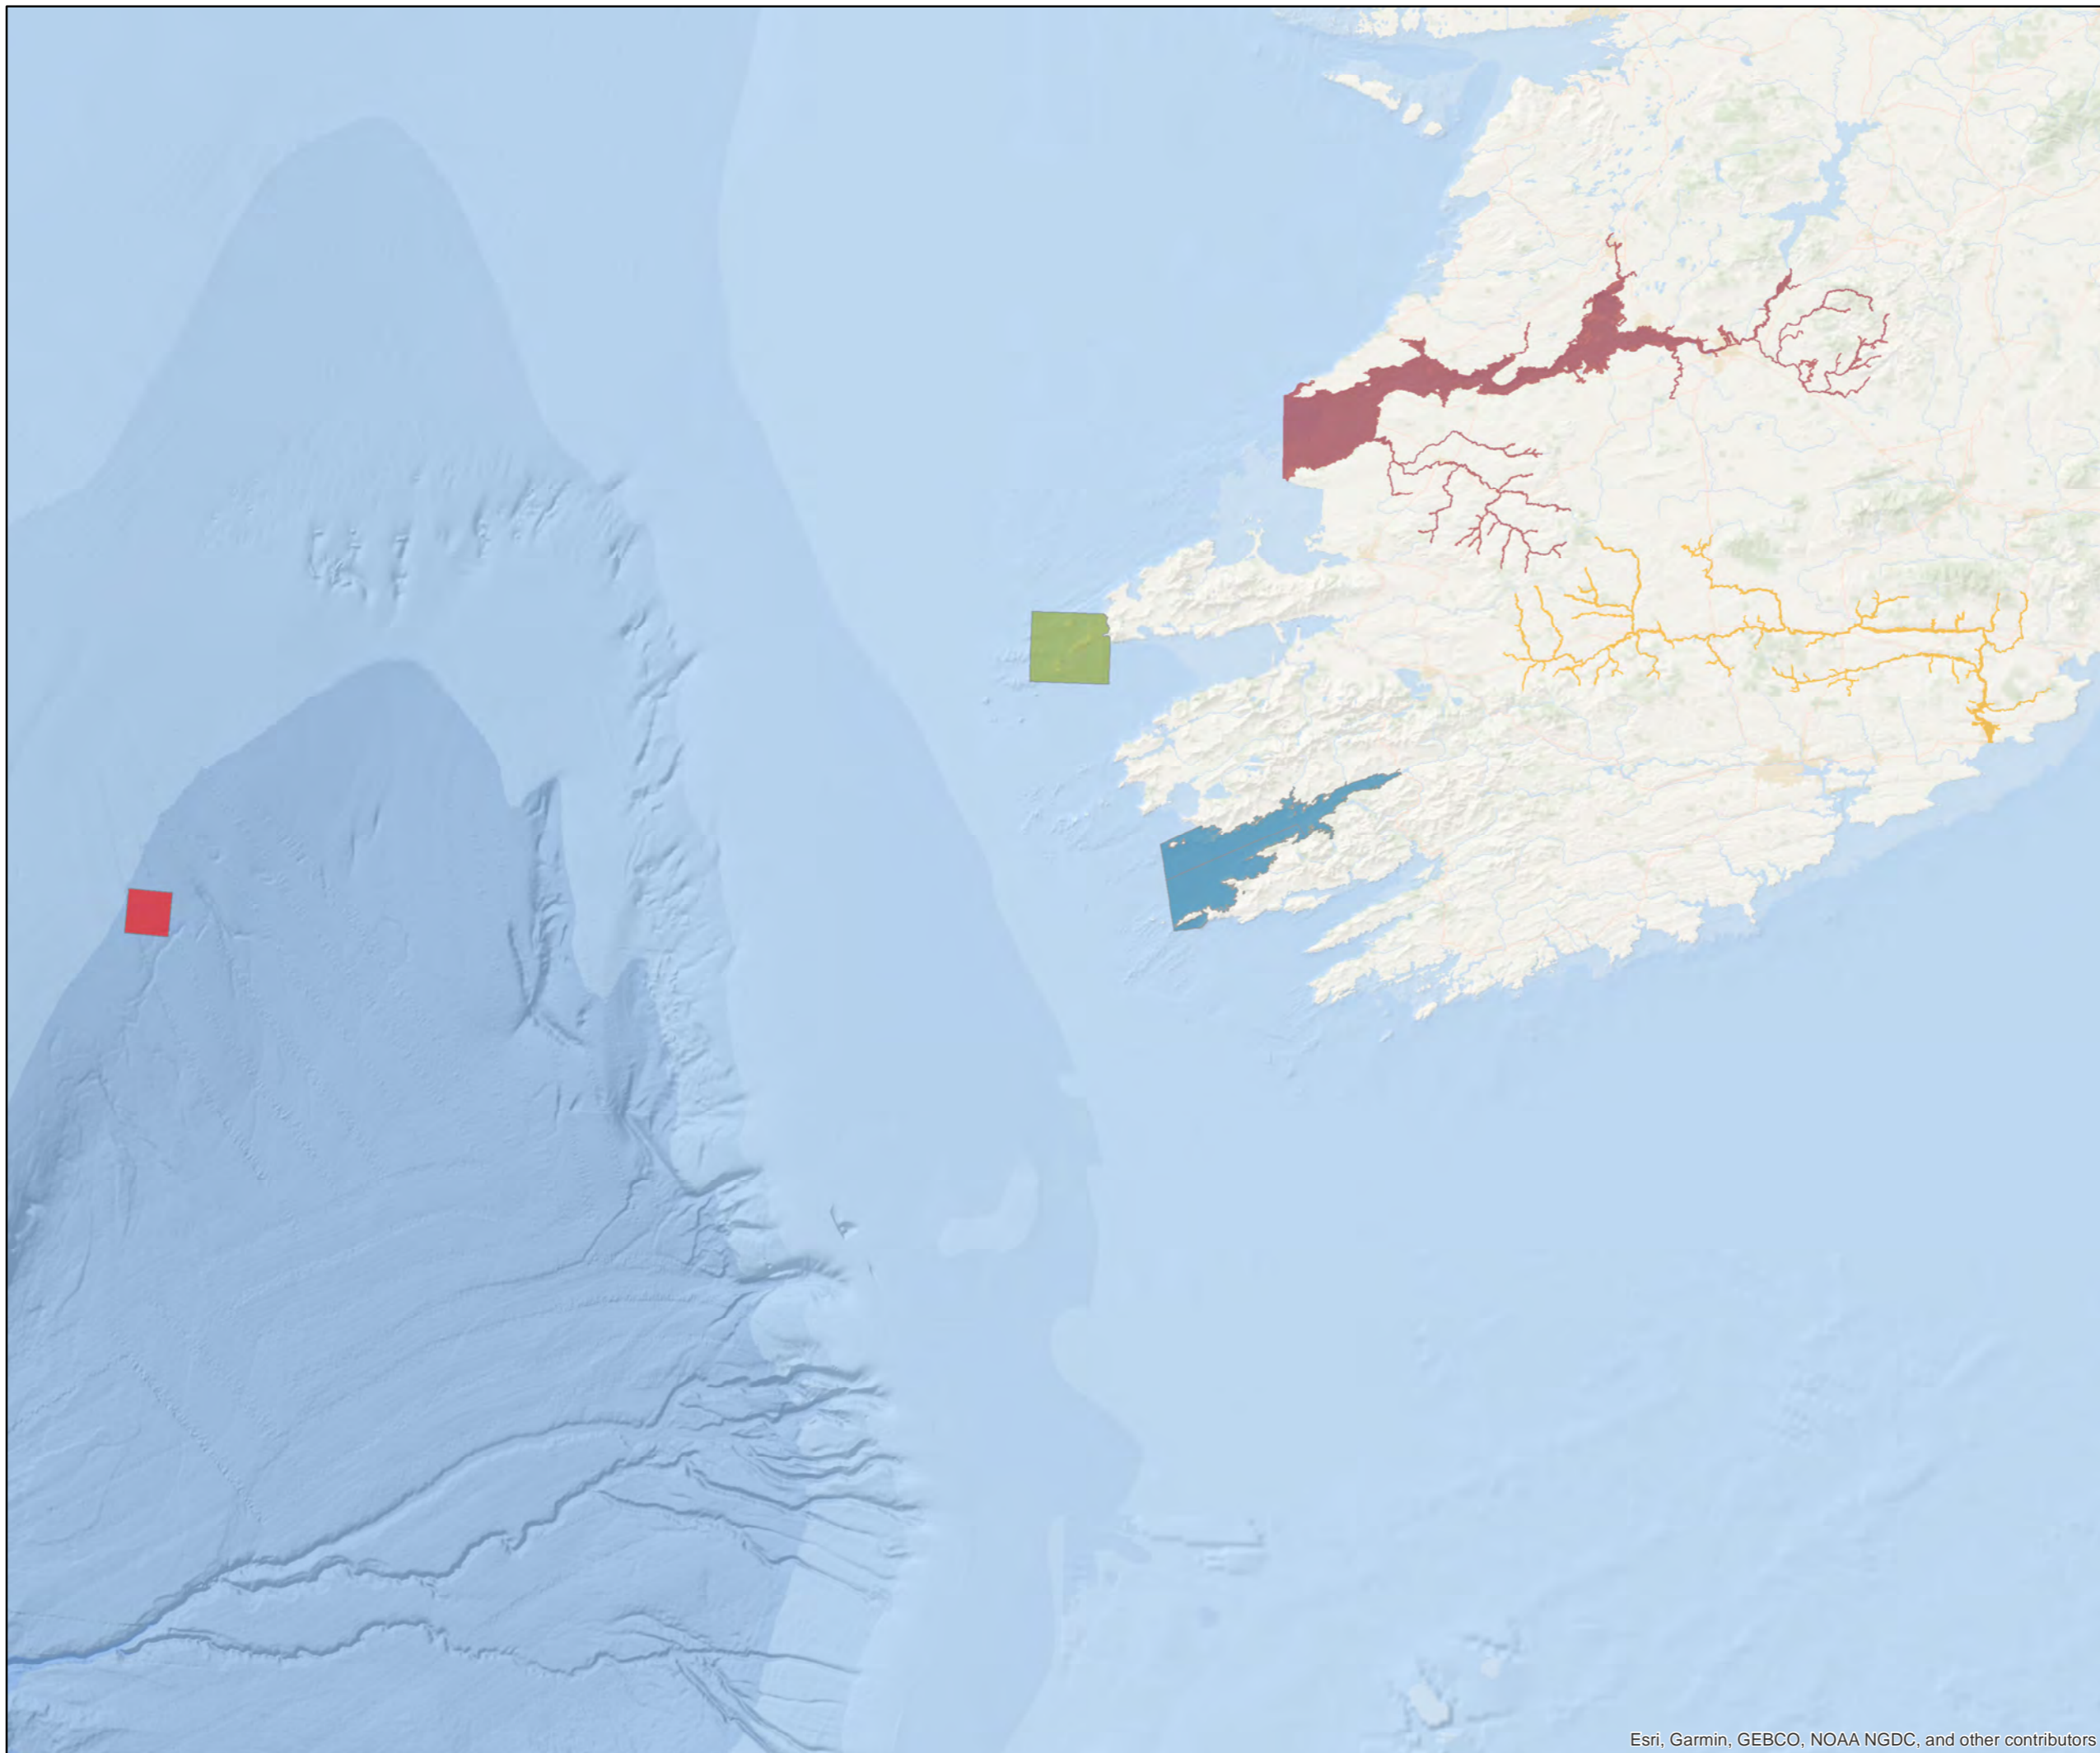 Esri, Garmin, GEBCO, NOAA NGDC, and other contributors